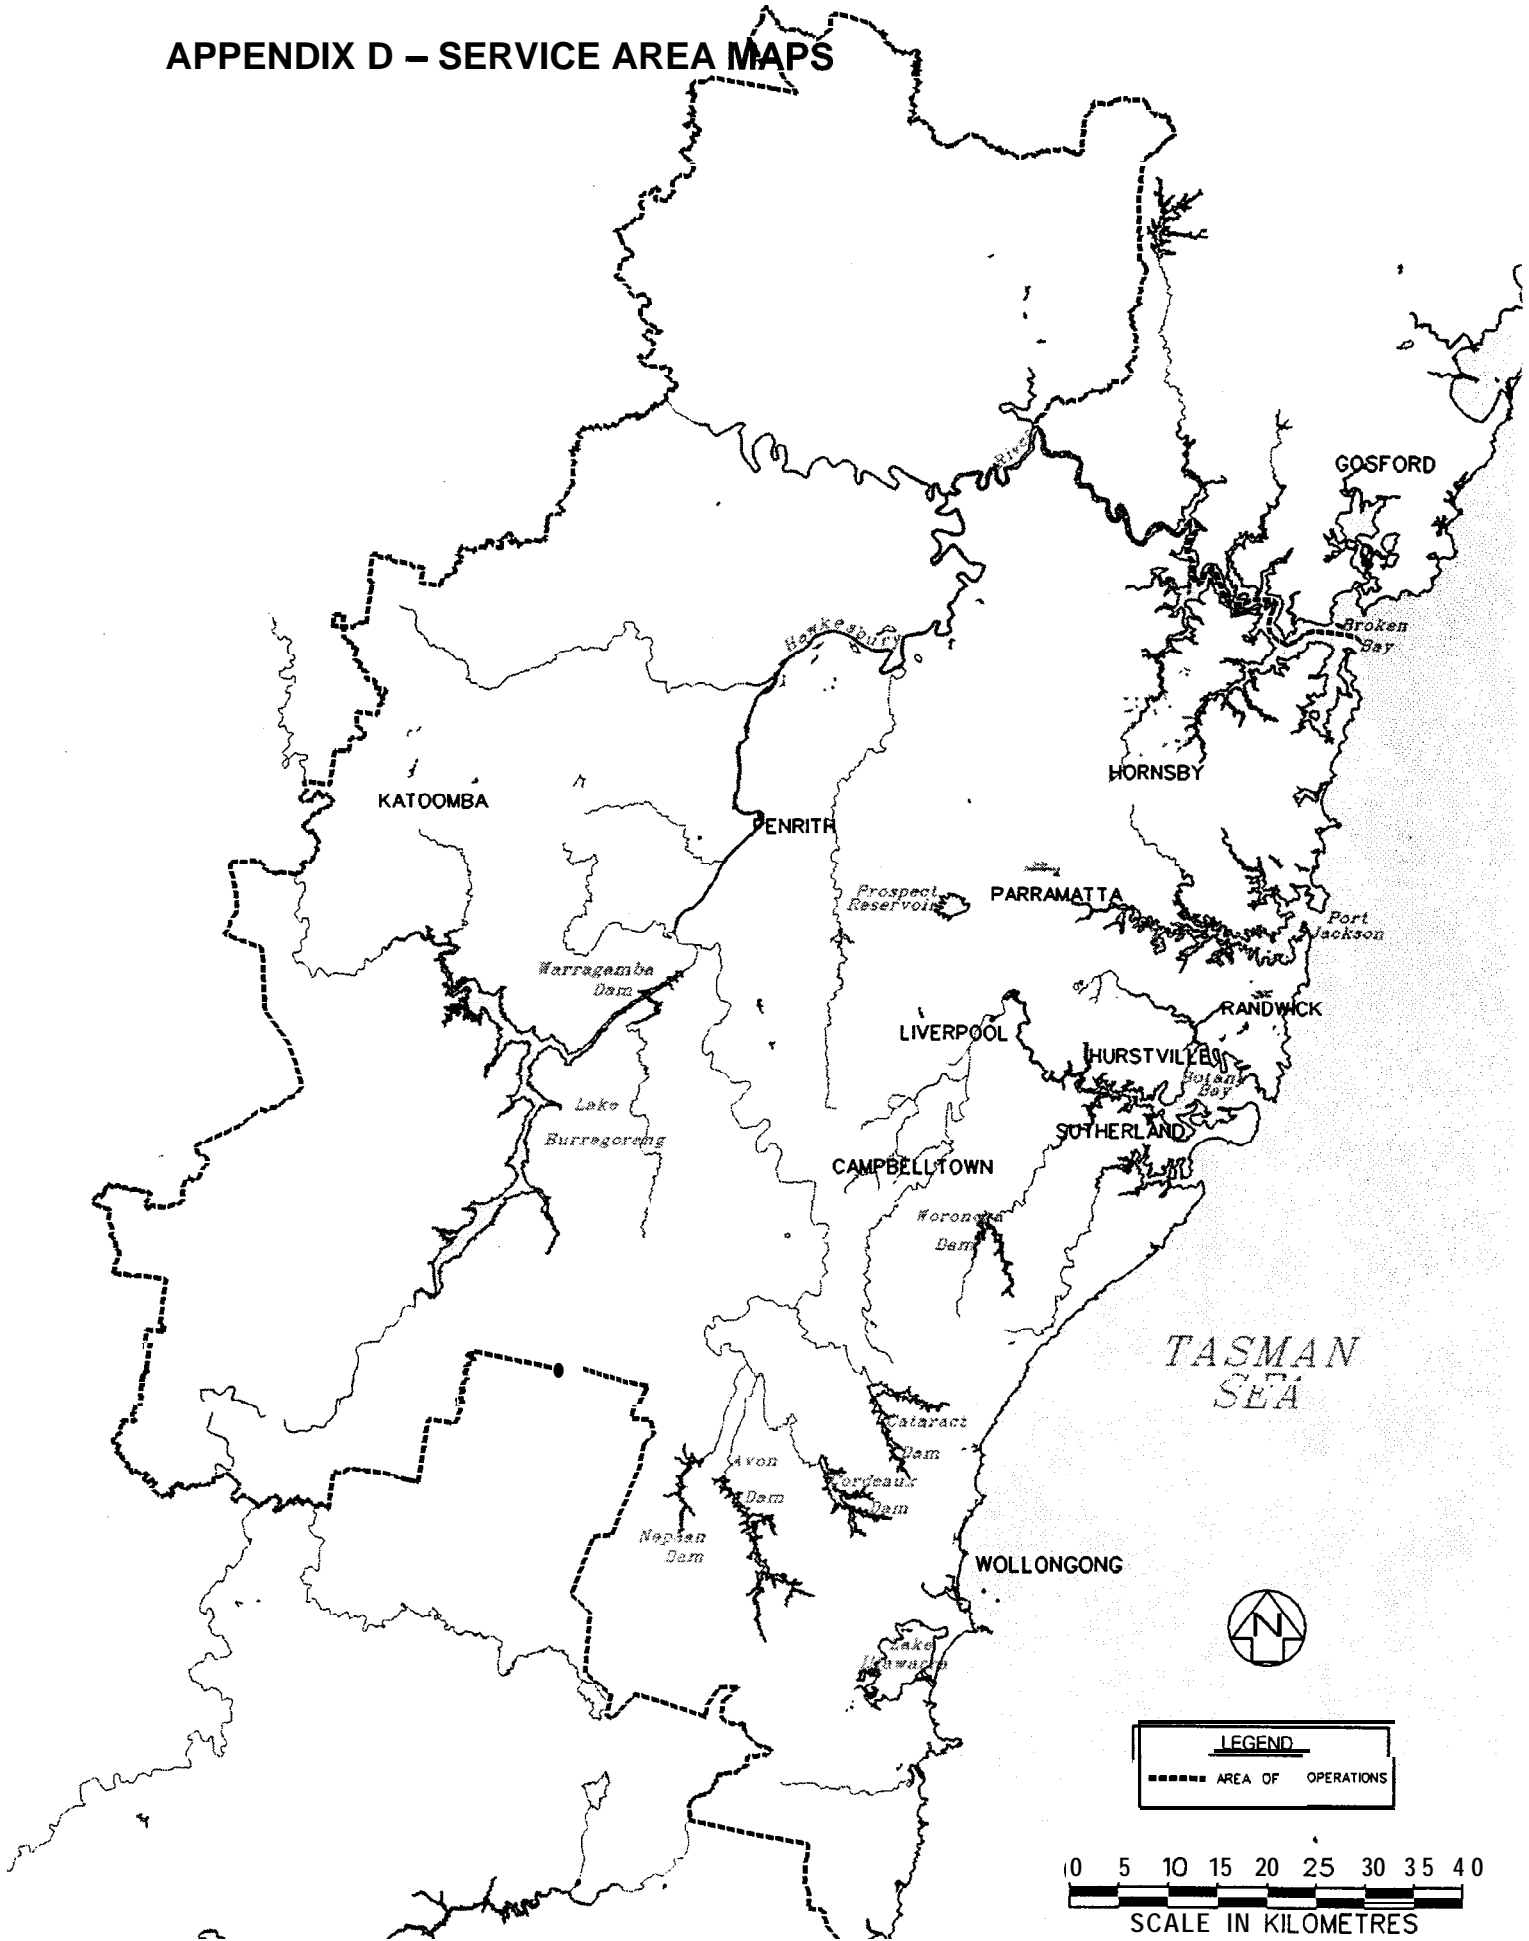 APPENDIX D – SERVICE AREA MAPS
GOSFORD
River
Broken
Bay
Hawkesbury
HORNSBY
KATOOMBA
PENRITH
Prospect
Reservoir
PARRAMATTA
Port
Jackson
Warragamba
Dam
RANDWICK
LIVERPOOL
HURSTVILLE
Botany
Bay
Lake
Burragorang
SUTHERLAND
CAMPBELLTOWN
Woronora
Dam
TASMAN
SEA
Cataract
Dam
Avon
Dam
Cordeaux
Dam
Nepean
Dam
WOLLONGONG
N
Lake
Illawarra
LEGEND
AREA OF OPERATIONS
0 5 10 15 20 25 30 35 40
SCALE IN KILOMETRES